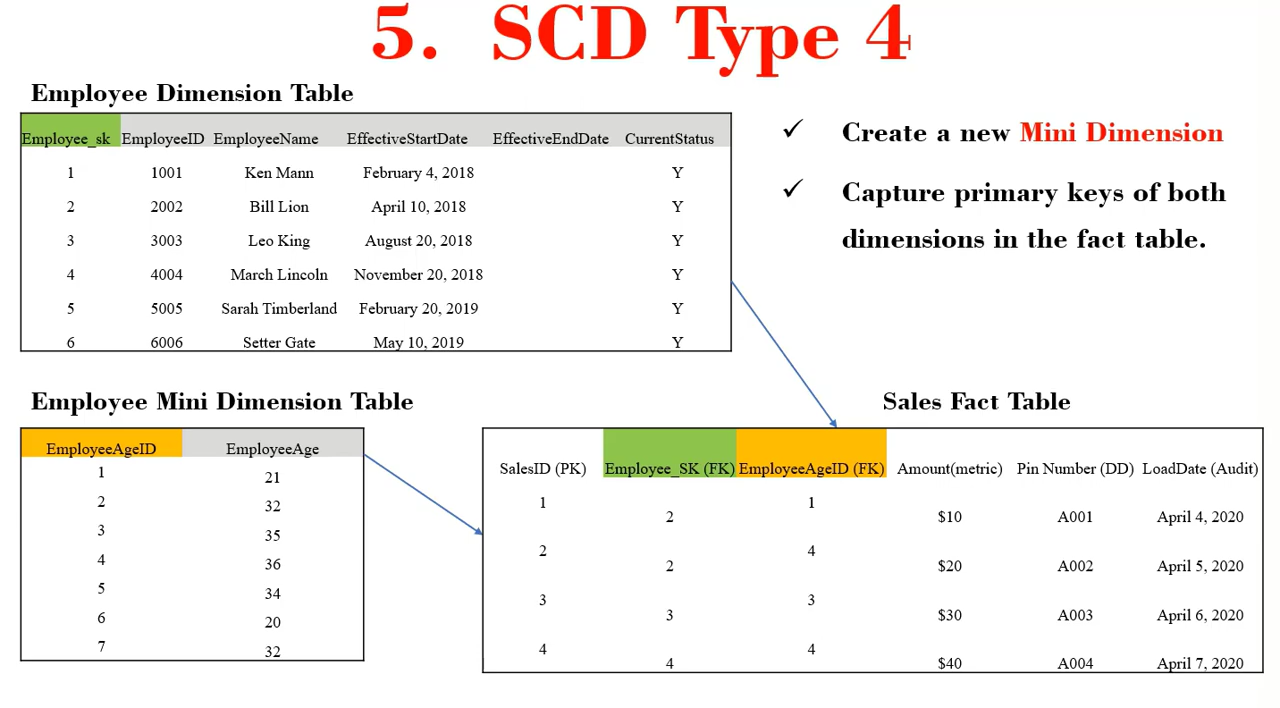 5. SCD Type 4
Employee Dimension Table
Employee_sk EmployeeID EmployeeName EffectiveStartDate EffectiveEndDate CurrentStatus
1 1001 Ken Mann February 4, 2018 Y
2 2002 Bill Lion April 10, 2018 Y
3 3003 Leo King August 20, 2018 Y
4 4004 March Lincoln November 20, 2018 Y
5 5005 Sarah Timberland February 20, 2019 Y
6 6006 Setter Gate May 10, 2019 Y
✓ Create a new Mini Dimension
✓ Capture primary keys of both
dimensions in the fact table.
Employee Mini Dimension Table
EmployeeAgeID EmployeeAge
1 21
2 32
3 35
4 36
5 34
6 20
7 32
Sales Fact Table
SalesID (PK) Employee_SK (FK) EmployeeAgeID (FK) Amount(metric) Pin Number (DD) LoadDate (Audit)
1 2 1 $10 A001 April 4, 2020
2 2 4 $20 A002 April 5, 2020
3 3 3 $30 A003 April 6, 2020
4 4 4 $40 A004 April 7, 2020